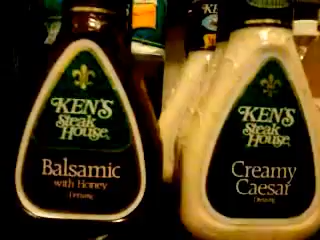 KEN'S
Steak
House
Balsamic
with Honey
Dressing
KEN'S
Steak
House
Creamy
Caesar
Dressing